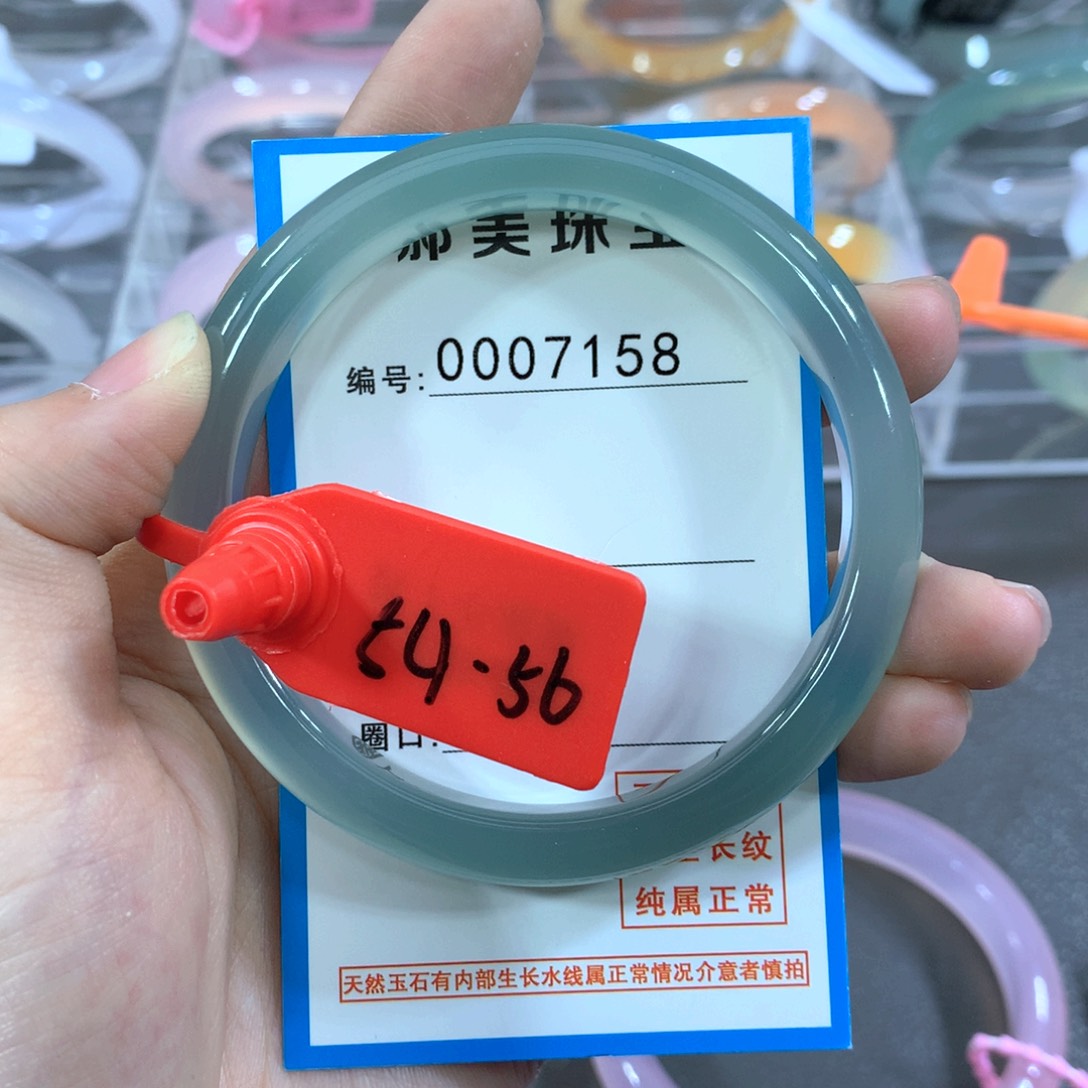 美珠
编号: 0007158
54-56
圈口:
长纹
纯属正常
天然玉石有内部生长水线属正常情况介意者慎拍